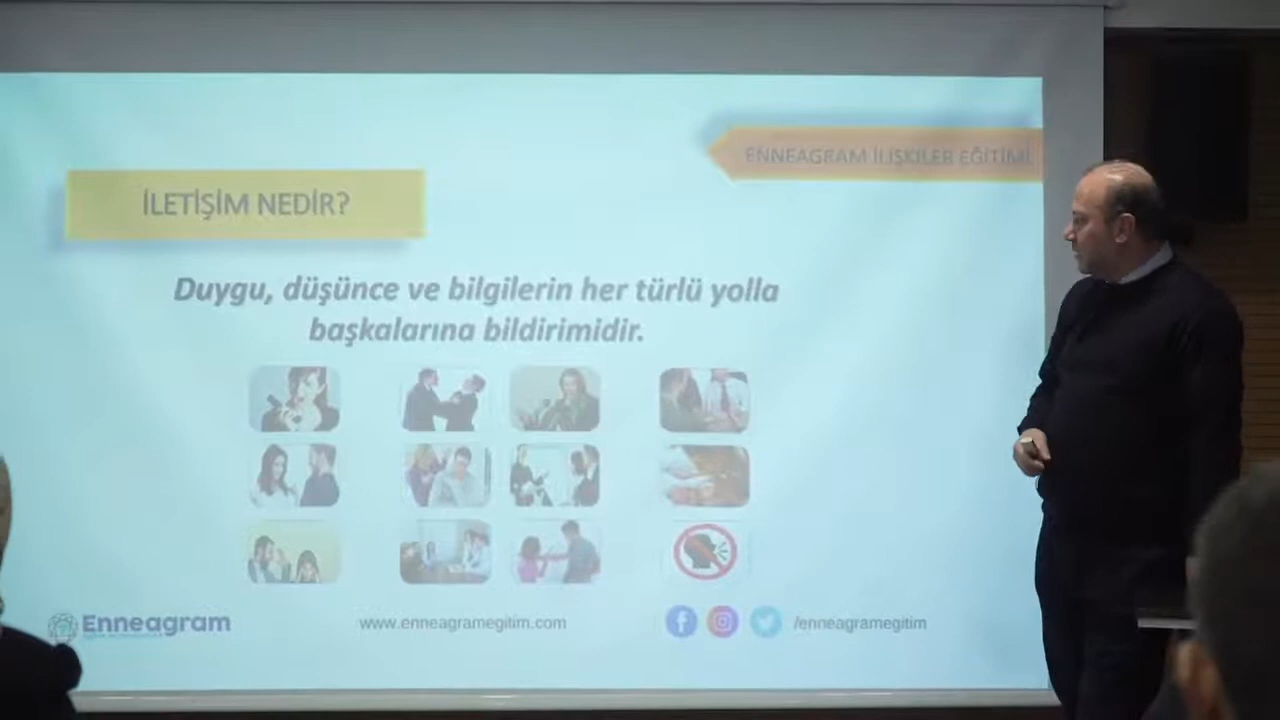 ENNEAGRAM İLİŞKİLER EĞİTİMİ
İLETİŞİM NEDİR?
Duygu, düşünce ve bilgilerin her türlü yolla
başkalarına bildirimidir.
Enneagram
www.enneagramegitim.com
/enneagramegitim